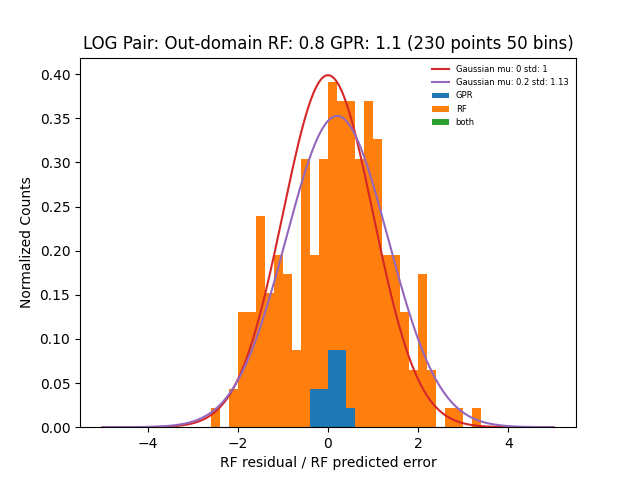 LOG Pair: Out-domain RF: 0.8 GPR: 1.1 (230 points 50 bins)
Gaussian mu: 0 std: 1
Gaussian mu: 0.2 std: 1.13
GPR
RF
both
Normalized Counts
0.40
0.35
0.30
0.25
0.20
0.15
0.10
0.05
0.00
−4 −2 0 2 4
RF residual / RF predicted error